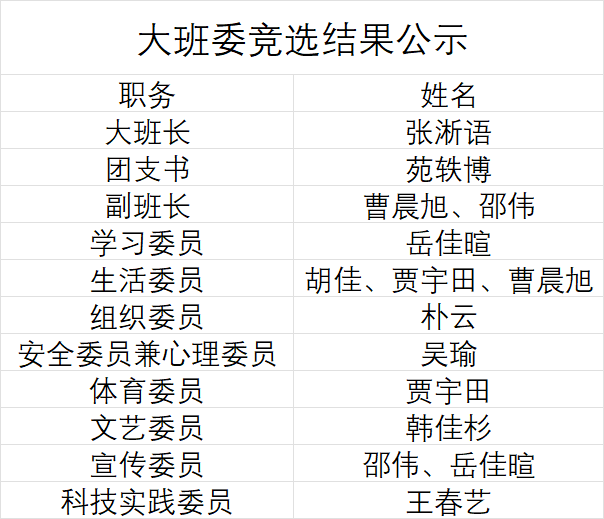 大班委竞选结果公示
职务 姓名
大班长 张淅语
团支书 苑轶博
副班长 曹晨旭、邵伟
学习委员 岳佳暄
生活委员 胡佳、贾宇田、曹晨旭
组织委员 朴云
安全委员兼心理委员 吴瑜
体育委员 贾宇田
文艺委员 韩佳杉
宣传委员 邵伟、岳佳暄
科技实践委员 王春艺